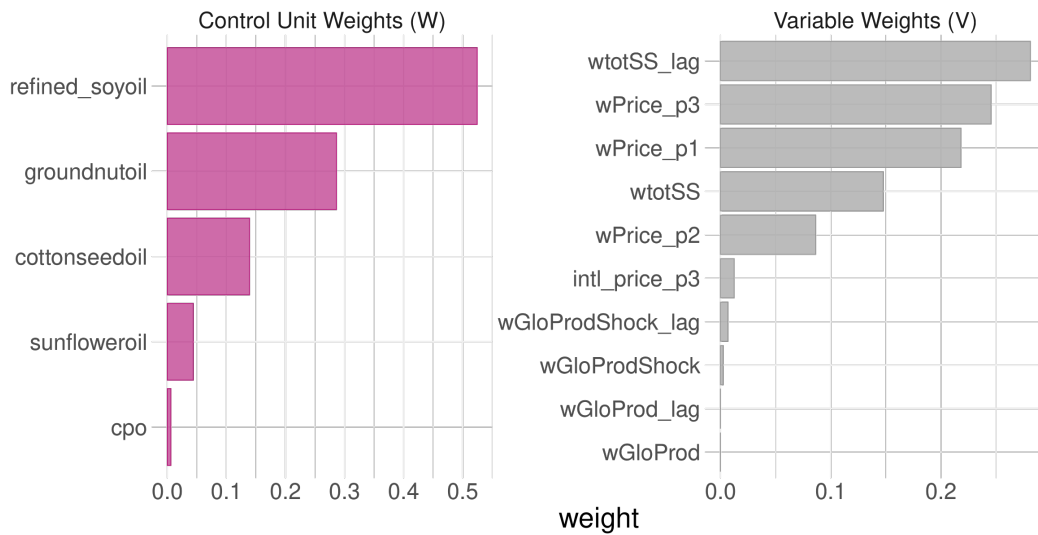 Control Unit Weights (W)
refined_soyoil
groundnutoil
cottonseedoil
sunfloweroil
cpo
0.0 0.1 0.2 0.3 0.4 0.5
Variable Weights (V)
wtotSS_lag
wPrice_p3
wPrice_p1
wtotSS
wPrice_p2
intl_price_p3
wGloProdShock_lag
wGloProdShock
wGloProd_lag
wGloProd
0.0 0.1 0.2
weight